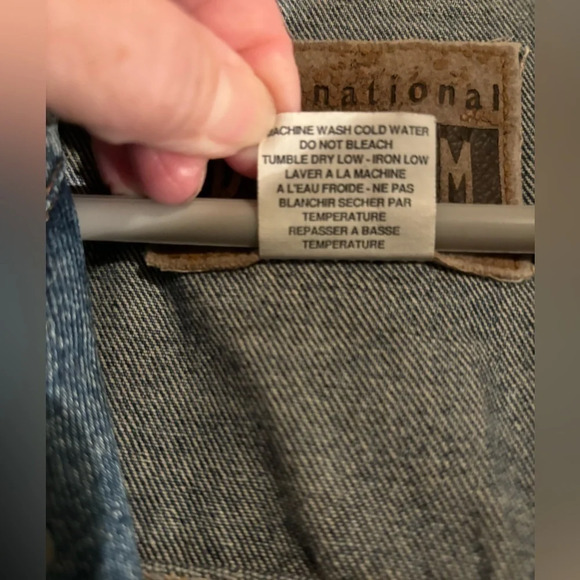 national
M
MACHINE WASH COLD WATER
DO NOT BLEACH
TUMBLE DRY LOW - IRON LOW
LAVER A LA MACHINE
A L'EAU FROIDE - NE PAS
BLANCHIR SECHER PAR
TEMPERATURE
REPASSER A BASSE
TEMPERATURE